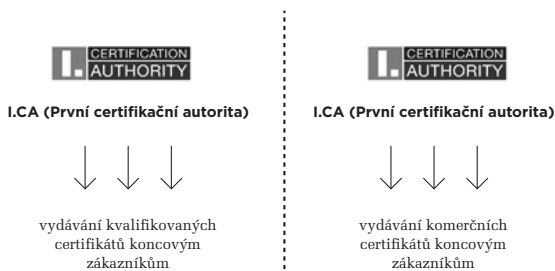 I. CERTIFICATION
AUTHORITY
I.CA (První certifikační autorita)
vydávání kvalifikovaných
certifikátů koncovým
zákazníkům
I. CERTIFICATION
AUTHORITY
I.CA (První certifikační autorita)
vydávání komerčních
certifikátů koncovým
zákazníkům